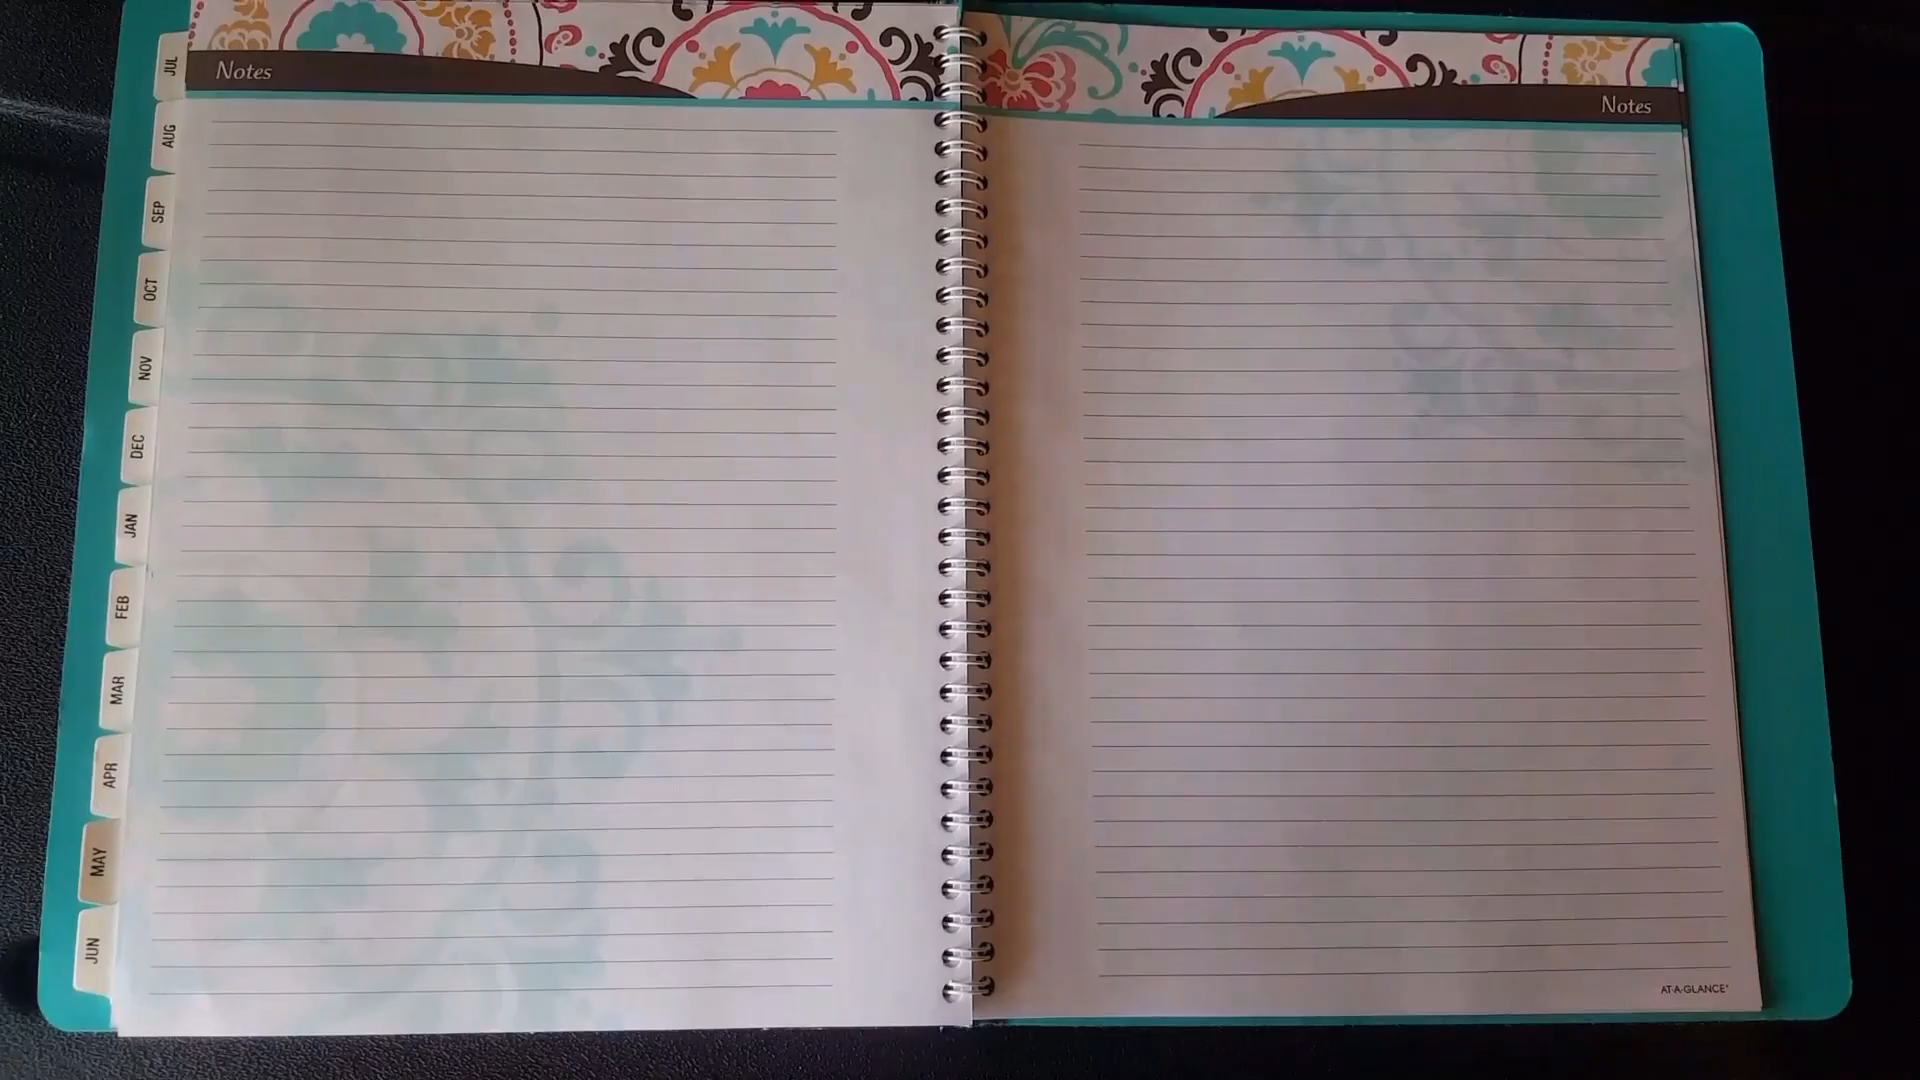 Notes
Notes
JUL
AUG
SEP
OCT
NOV
DEC
JAN
FEB
MAR
APR
MAY
JUN
AT-A-GLANCE®